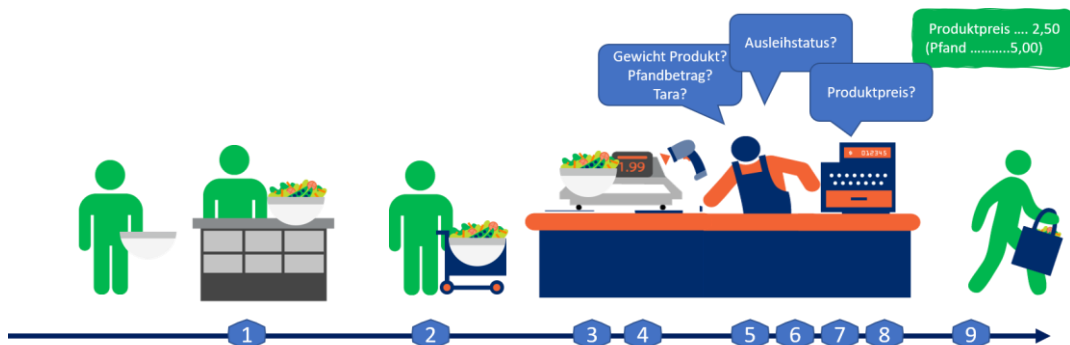 Produktpreis .... 2,50
(Pfand ...........5,00)
Ausleihstatus?
Gewicht Produkt?
Pfandbetrag?
Tara?
Produktpreis?
1.99
012345
1 2 3 4 5 6 7 8 9